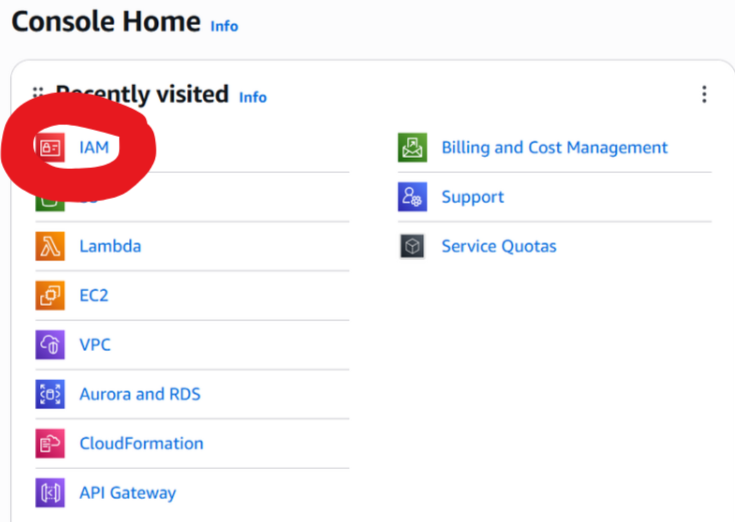 Console Home Info
Recently visited Info
IAM
Lambda
EC2
VPC
Aurora and RDS
CloudFormation
API Gateway
Billing and Cost Management
Support
Service Quotas